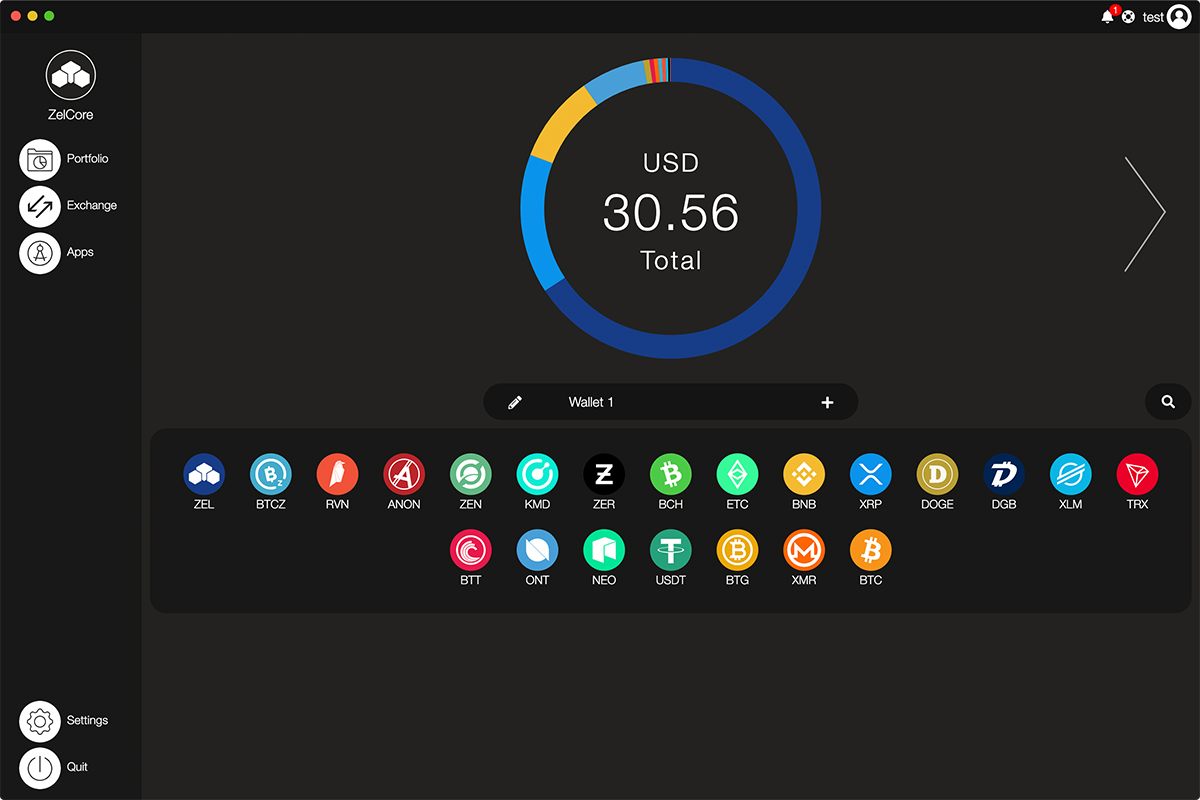 1
test
ZelCore
Portfolio
Exchange
Apps
USD
30.56
Total
Wallet 1
ZEL BTCZ RVN ANON ZEN KMD ZER BCH ETC BNB XRP DOGE DGB XLM TRX
BTT ONT NEO USDT BTG XMR BTC
Settings
Quit